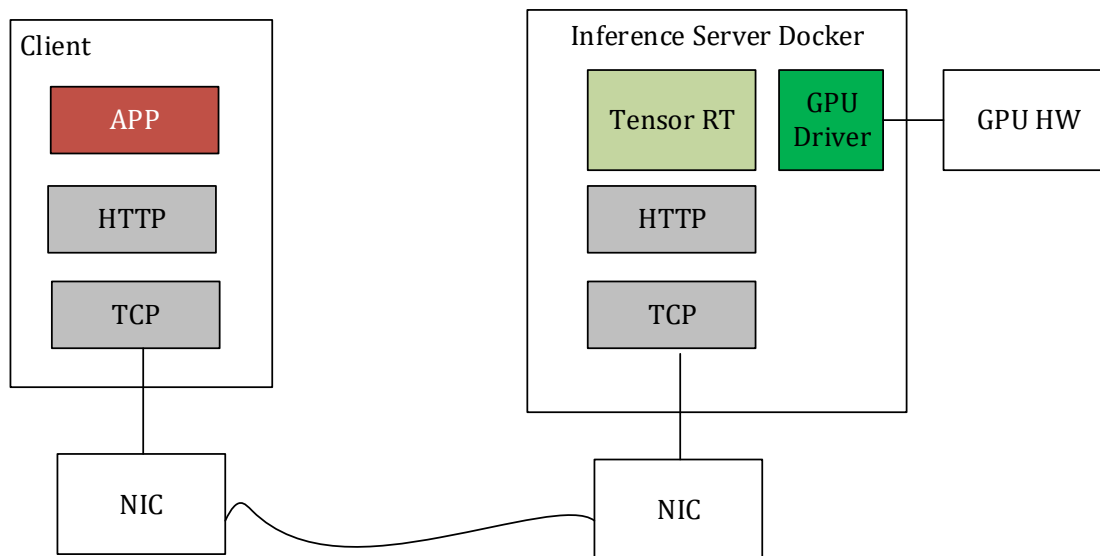 Client
APP
HTTP
TCP
NIC
Inference Server Docker
Tensor RT
GPU
Driver
HTTP
TCP
NIC
GPU HW